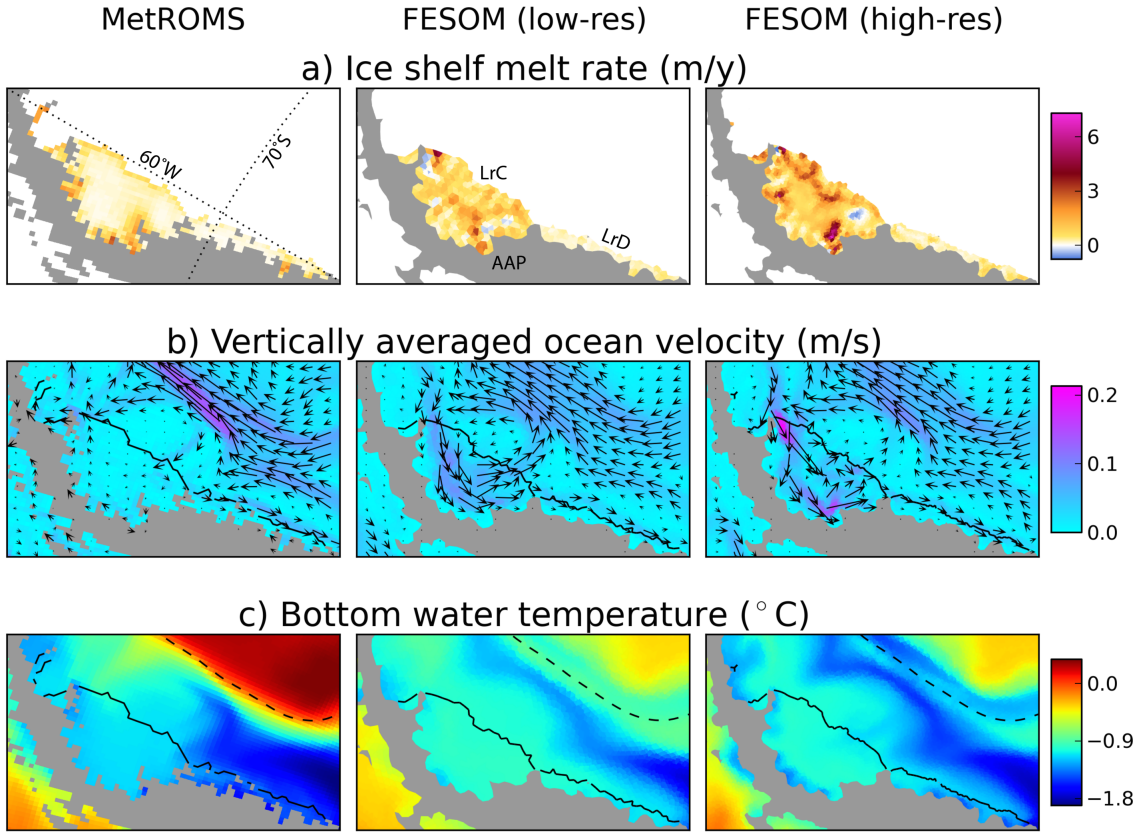 MetROMS FESOM (low-res) FESOM (high-res)
a) Ice shelf melt rate (m/y)
60°W
70°S
LrC
LrD
AAP
6
3
0
b) Vertically averaged ocean velocity (m/s)
0.2
0.1
0.0
c) Bottom water temperature (°C)
0.0
−0.9
−1.8